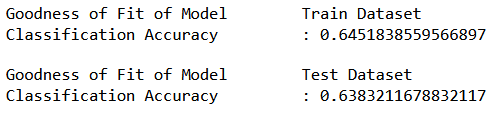 Goodness of Fit of Model        Train Dataset
Classification Accuracy         : 0.6451838559566897
Goodness of Fit of Model        Test Dataset
Classification Accuracy         : 0.6383211678832117